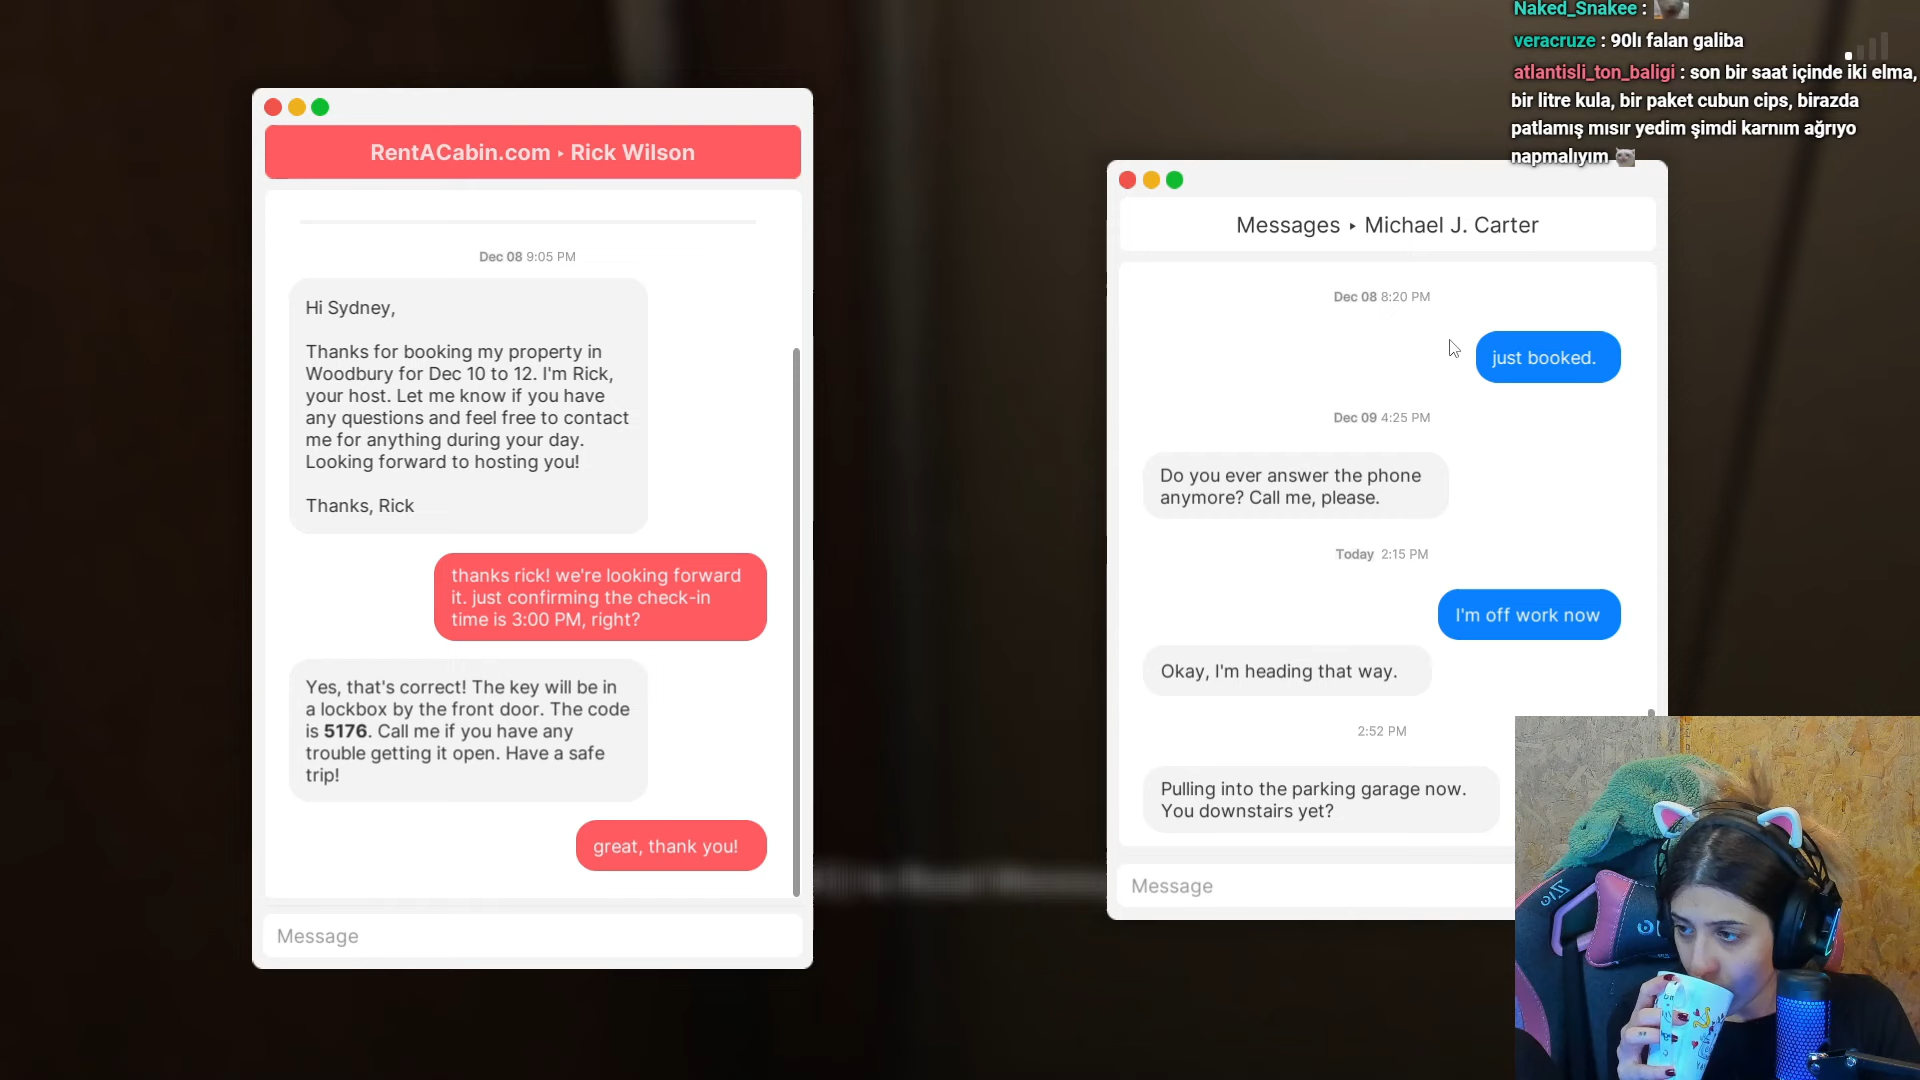 RentACabin.com ▸ Rick Wilson
Dec 08 9:05 PM
Hi Sydney,
Thanks for booking my property in
Woodbury for Dec 10 to 12. I'm Rick,
your host. Let me know if you have
any questions and feel free to contact
me for anything during your day.
Looking forward to hosting you!
Thanks, Rick
thanks rick! we're looking forward
it. just confirming the check-in
time is 3:00 PM, right?
Yes, that's correct! The key will be in
a lockbox by the front door. The code
is 5176. Call me if you have any
trouble getting it open. Have a safe
trip!
great, thank you!
Message
Messages ▸ Michael J. Carter
Dec 08 8:20 PM
just booked.
Dec 09 4:25 PM
Do you ever answer the phone
anymore? Call me, please.
Today 2:15 PM
I'm off work now
Okay, I'm heading that way.
2:52 PM
Pulling into the parking garage now.
You downstairs yet?
Message
Naked_Snakee :
veracruze : 90lı falan galiba
atlantisli_ton_baligi : son bir saat içinde iki elma,
bir litre kula, bir paket cubun cips, birazda
patlamış mısır yedim şimdi karnım ağrıyo
napmalıyım